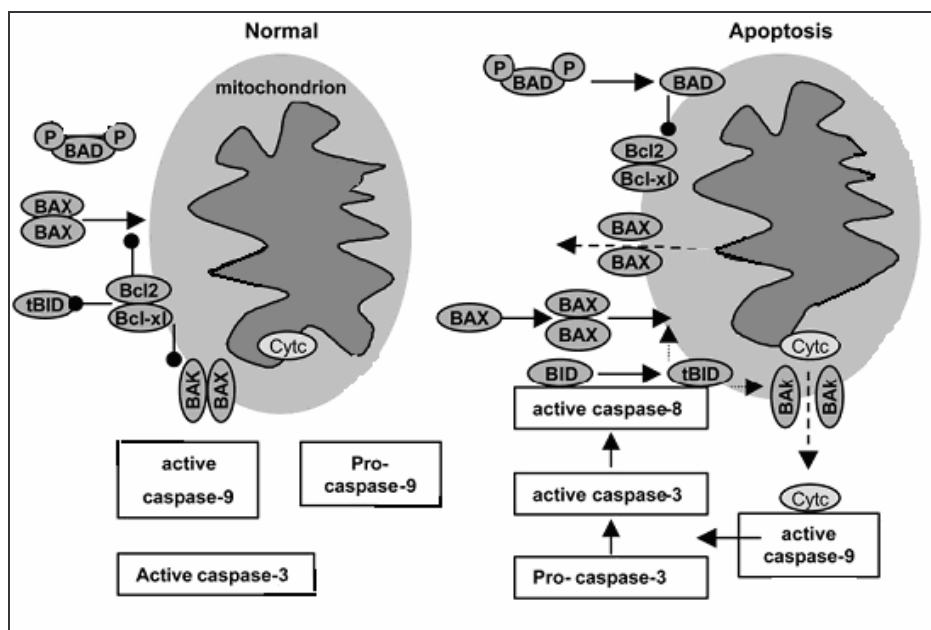 Normal
mitochondrion
P
P
BAD
BAX
BAX
tBID
Bcl2
Bcl-xl
Cytc
BAK
BAX
active
caspase-9
Pro-
caspase-9
Active caspase-3
Apoptosis
P
P
BAD
BAD
Bcl2
Bcl-xl
BAX
BAX
BAX
BAX
BAX
BID
tBID
active caspase-8
Cytc
BAk
BAk
active caspase-3
Pro- caspase-3
Cytc
active
caspase-9